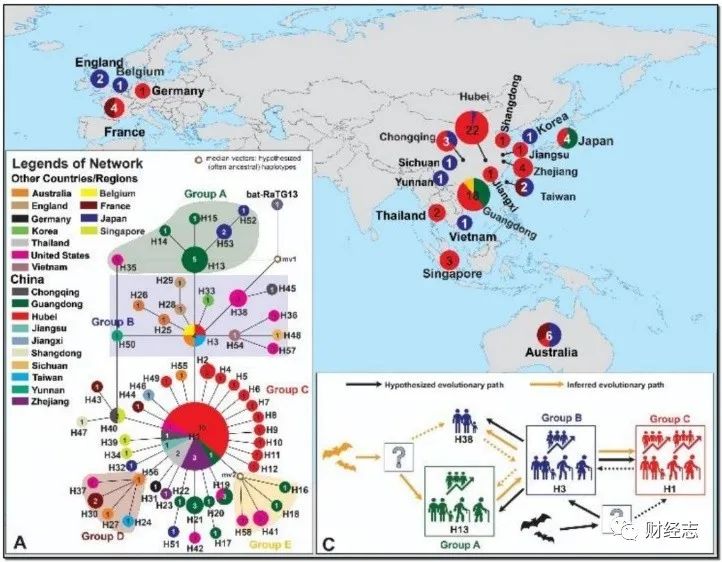 England
2
Belgium
1
1
Germany
4
France
Hubei
?
22
Shangdong
1
Korea
1
4
Japan
Chongqing
3
1
Jiangsu
Sichuan
1
4
Zhejiang
Yunnan
1
1
Jiangxi
2
Taiwan
18
Guangdong
Thailand
2
1
Vietnam
3
Singapore
6
Australia
Legends of Network
Other Countries/Regions
Australia
Belgium
England
France
Germany
Japan
Korea
Singapore
Thailand
United States
Vietnam
China
Chongqing
Guangdong
Hubei
Jiangsu
Jiangxi
Shangdong
Sichuan
Taiwan
Yunnan
Zhejiang
median vectors: hypothesized
(often ancestral) haplotypes
Group A
bat-RaTG13
H15
H52
H14
H53
5
H13
H35
mv1
H29
H26
H28
H33
H45
H38
H36
Group B
H25
H3
H54
H48
H50
H57
H55
H2
H4
H46
H49
H5
H6
Group C
H43
H44
H7
H8
H47
H40
10
H1
H9
H10
H39
H11
H34
H12
H32
H56
mv2
H37
H31
H22
H19
H16
H23
H20
H30
H21
H18
H27
H24
H17
H41
H58
H51
H42
Group D
Group E
A
Hypothesized evolutionary path
Inferred evolutionary path
H38
Group B
H3
Group C
H1
?
H13
Group A
?
C
财经志